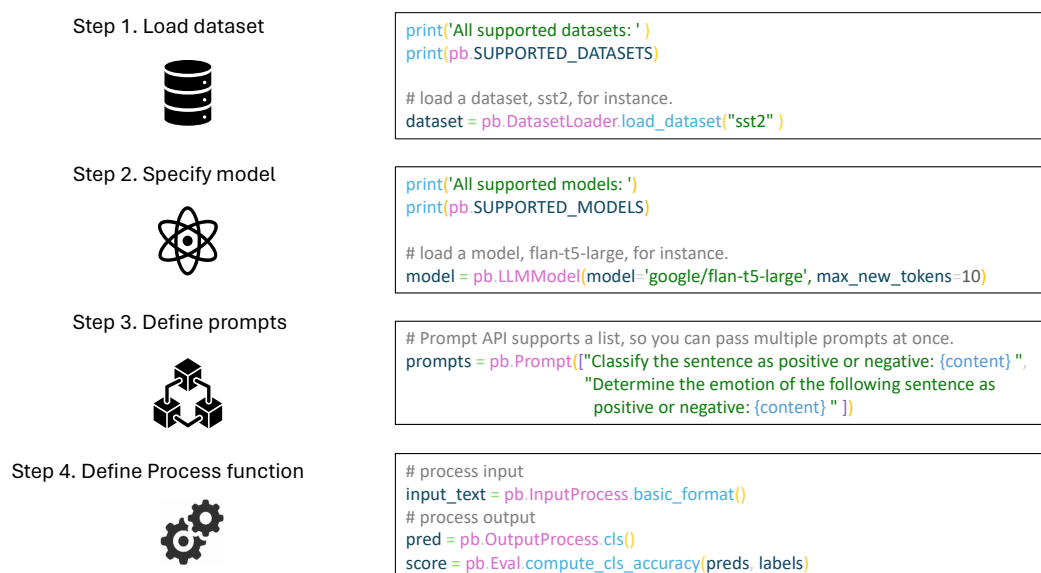 Step 1. Load dataset
print('All supported datasets: ' )
print(pb.SUPPORTED_DATASETS)
# load a dataset, sst2, for instance.
dataset = pb.DatasetLoader.load_dataset("sst2" )
Step 2. Specify model
print('All supported models: ')
print(pb.SUPPORTED_MODELS)
# load a model, flan-t5-large, for instance.
model = pb.LLMModel(model='google/flan-t5-large', max_new_tokens=10)
Step 3. Define prompts
# Prompt API supports a list, so you can pass multiple prompts at once.
prompts = pb.Prompt(["Classify the sentence as positive or negative: {content} ",
"Determine the emotion of the following sentence as
positive or negative: {content} " ])
Step 4. Define Process function
# process input
input_text = pb.InputProcess.basic_format()
# process output
pred = pb.OutputProcess.cls()
score = pb.Eval.compute_cls_accuracy(preds, labels)